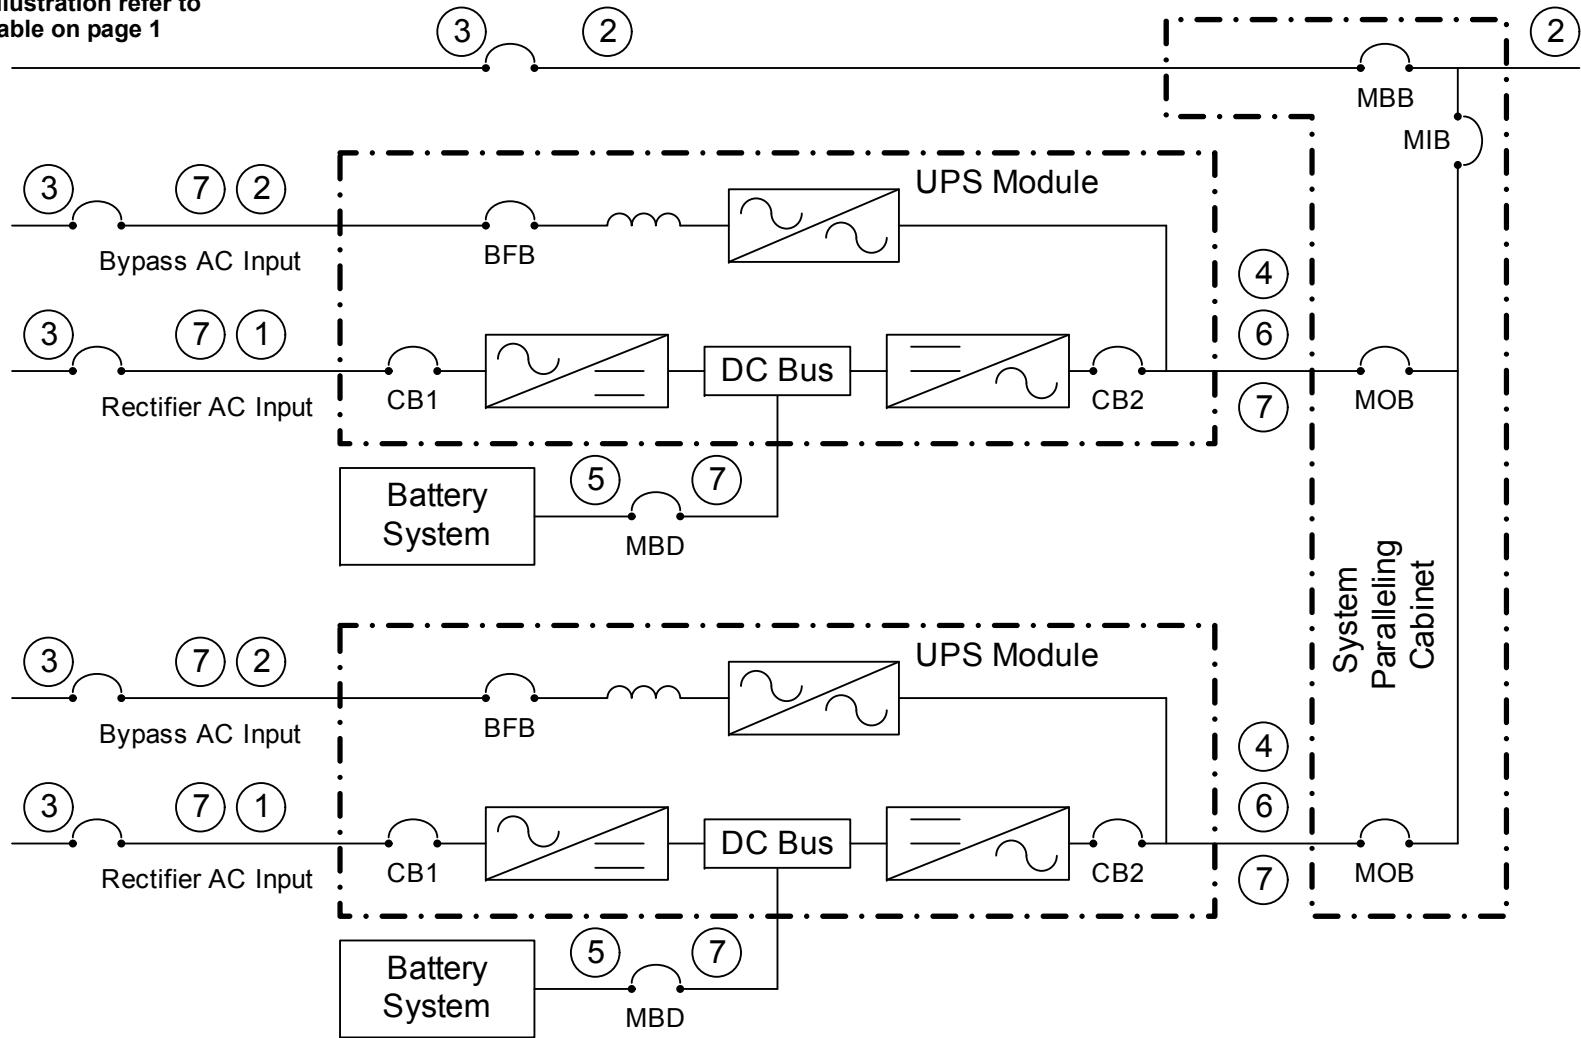 refer to
able on page 1
3
2
2
MBB
MIB
UPS Module
3
7
2
Bypass AC Input
BFB
4
3
7
1
6
DC Bus
Rectifier AC Input
CB1
CB2
7
MOB
5
7
Battery
System
MBD
System
Paralleling
Cabinet
UPS Module
3
7
2
Bypass AC Input
BFB
4
3
7
1
6
DC Bus
Rectifier AC Input
CB1
CB2
7
MOB
5
7
Battery
System
MBD